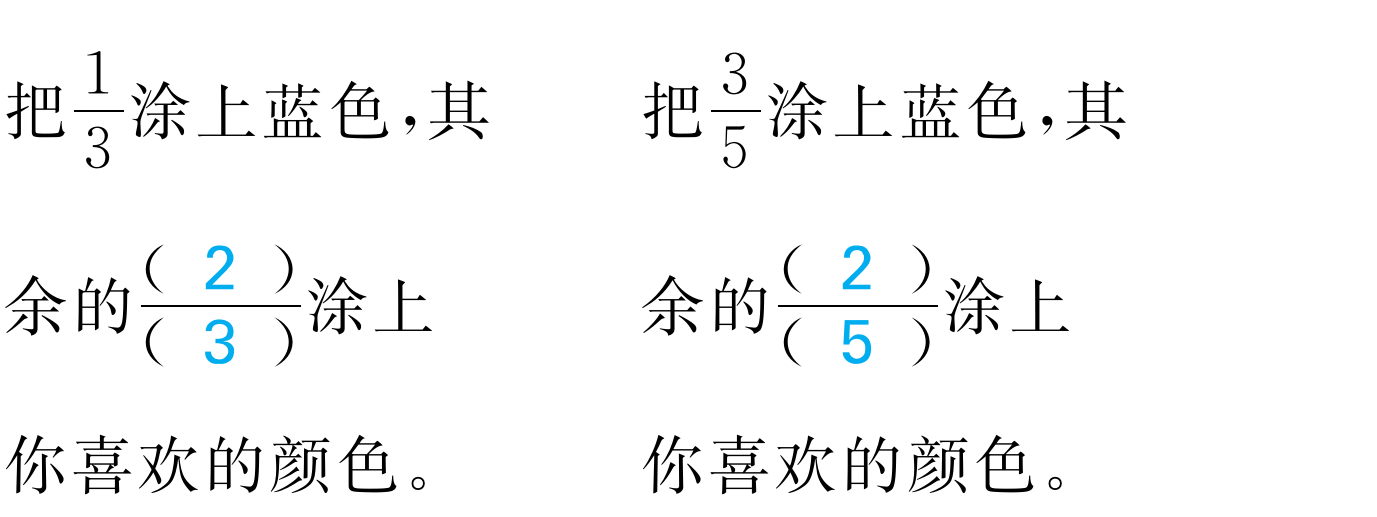 把1/3涂上蓝色,其
余的( 2 )/( 3 )涂上
你喜欢的颜色。
把3/5涂上蓝色,其
余的( 2 )/( 5 )涂上
你喜欢的颜色。